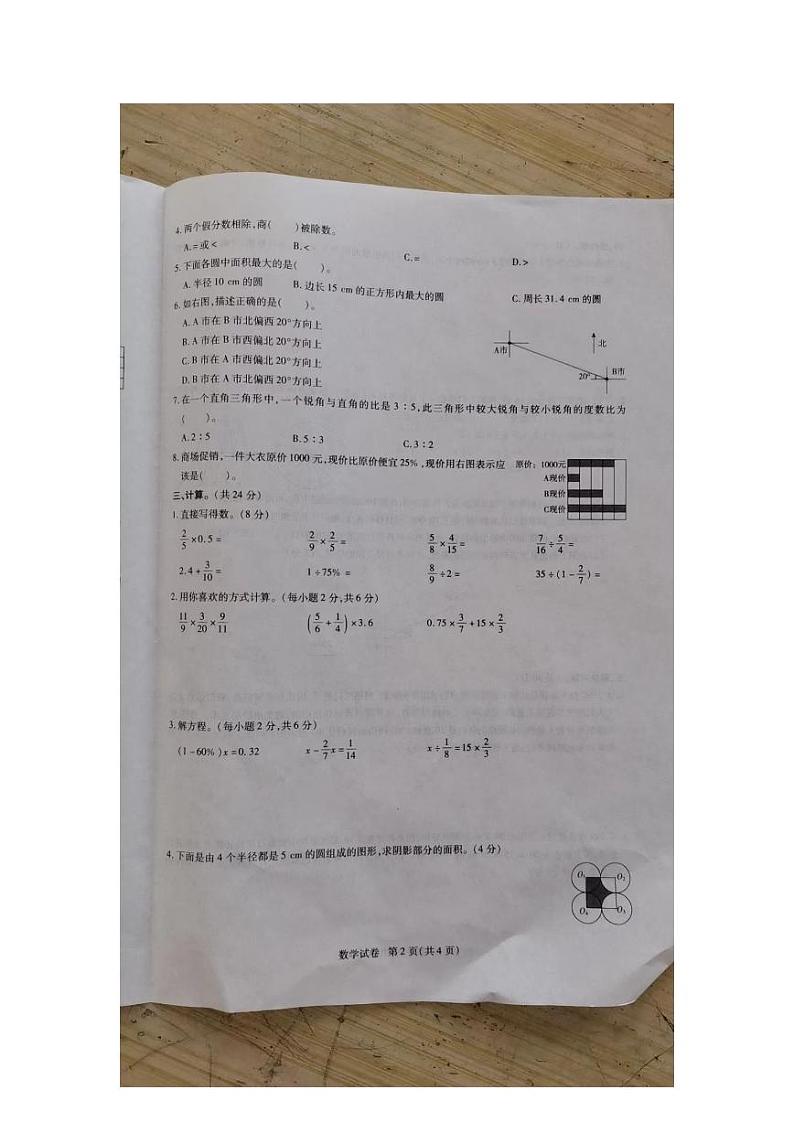 4.两个假分数相除,商(　　)被除数。
A.=或<　B.<　C.=　D.>
5.下面各圆中面积最大的是(　　)。
A.半径10 cm的圆　B.边长15 cm的正方形内最大的圆　C.周长31.4 cm的圆
6.如右图,描述正确的是(　　)。
A.A市在B市北偏西20°方向上
B.A市在B市西偏北20°方向上
C.B市在A市西偏北20°方向上
D.B市在A市北偏西20°方向上
A市　北　20°　B市
7.在一个直角三角形中,一个锐角与直角的比是3∶5,此三角形中较大锐角与较小锐角的度数比为
(　　)。
A.2∶5　B.5∶3　C.3∶2
8.商场促销,一件大衣原价1000元,现价比原价便宜25%,现价用右图表示应
该是(　　)。
原价：1000元
A现价
B现价
C现价
三、计算。(共24分)
1.直接写得数。(8分)
2/5×0.5=　2/9×2/5=　5/8×4/15=　7/16÷5/4=
2.4+3/10=　1÷75%=　8/9÷2=　35÷(1-2/7)=
2.用你喜欢的方式计算。(每小题2分,共6分)
11/9×3/20×9/11　(5/6+1/4)×3.6　0.75×3/7+15×2/3
3.解方程。(每小题2分,共6分)
(1-60%)x=0.32　x-2/7x=1/14　x÷1/8=15×2/3
4.下面是由4个半径都是5 cm的圆组成的图形,求阴影部分的面积。(4分)
O₁　O₂
O₄　O₃
数学试卷　第2页(共4页)